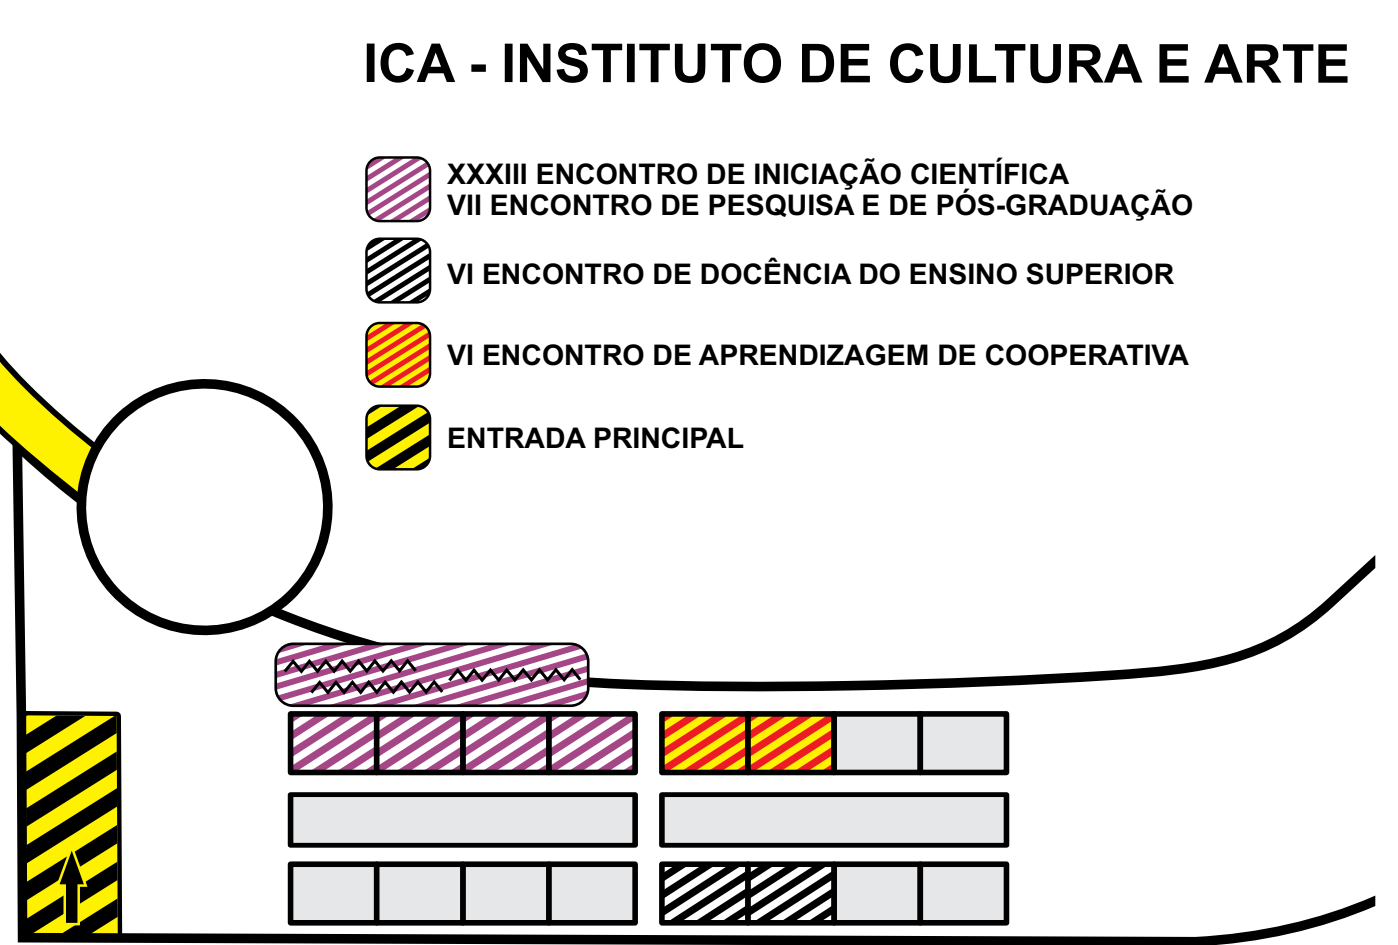 ICA - INSTITUTO DE CULTURA E ARTE
XXXIII ENCONTRO DE INICIAÇÃO CIENTÍFICA
VII ENCONTRO DE PESQUISA E DE PÓS-GRADUAÇÃO
VI ENCONTRO DE DOCÊNCIA DO ENSINO SUPERIOR
VI ENCONTRO DE APRENDIZAGEM DE COOPERATIVA
ENTRADA PRINCIPAL